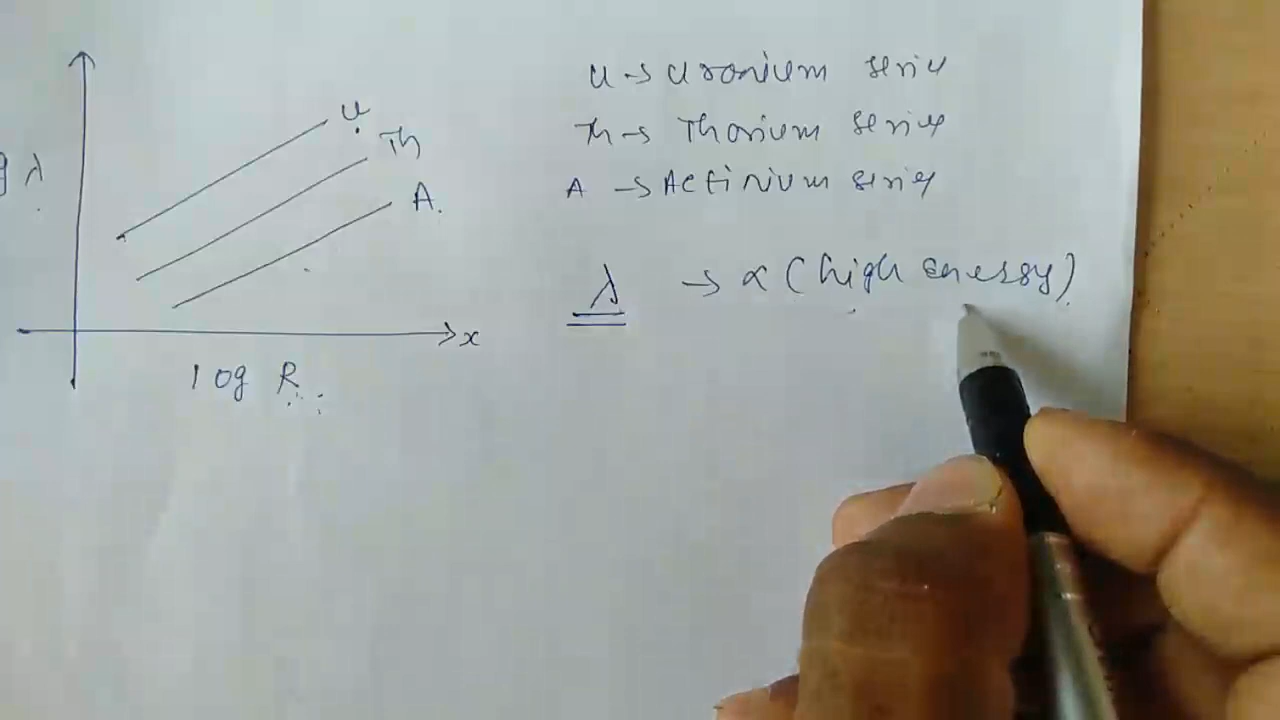 U → Uranium series
Th → Thorium series
A → Actinium series
λ → α (high energy)
U
Th
A.
g λ
x
log R